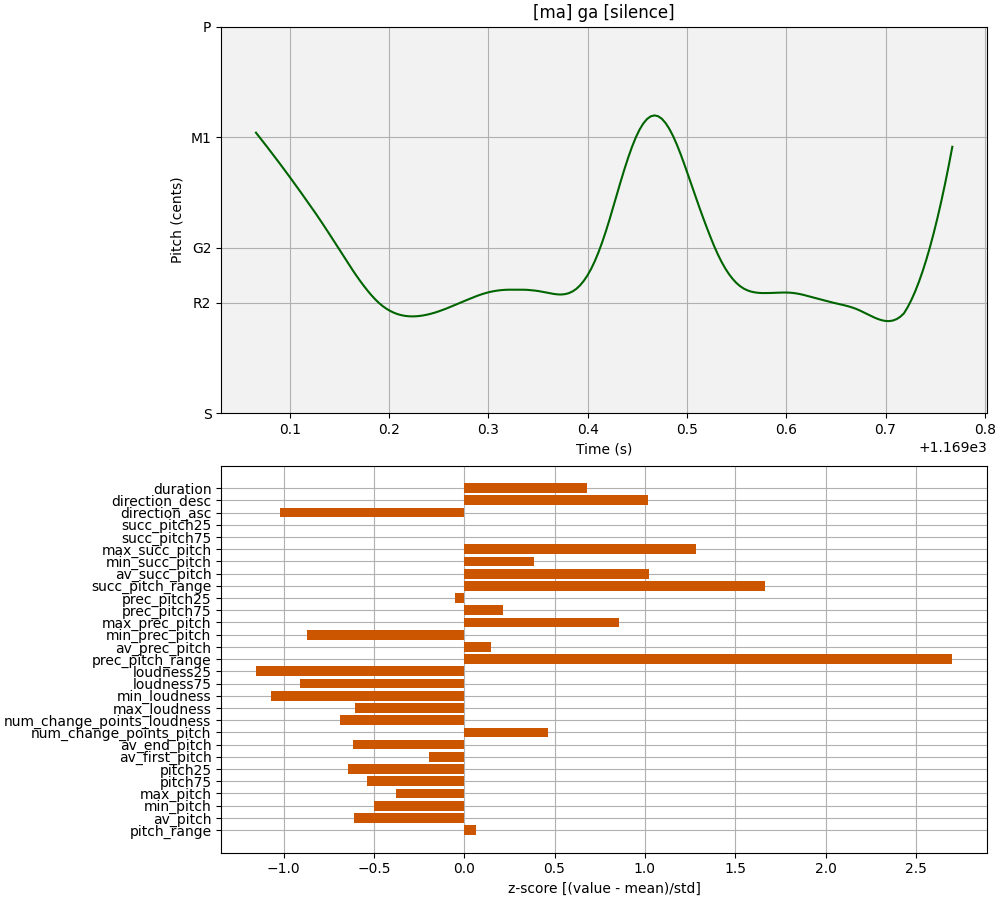 [ma] ga [silence]
P
M1
G2
R2
S
Pitch (cents)
0.1 0.2 0.3 0.4 0.5 0.6 0.7 0.8
Time (s)
+1.169e3
duration
direction_desc
direction_asc
succ_pitch25
succ_pitch75
max_succ_pitch
min_succ_pitch
av_succ_pitch
succ_pitch_range
prec_pitch25
prec_pitch75
max_prec_pitch
min_prec_pitch
av_prec_pitch
prec_pitch_range
loudness25
loudness75
min_loudness
max_loudness
num_change_points_loudness
num_change_points_pitch
av_end_pitch
av_first_pitch
pitch25
pitch75
max_pitch
min_pitch
av_pitch
pitch_range
−1.0 −0.5 0.0 0.5 1.0 1.5 2.0 2.5
z-score [(value - mean)/std]